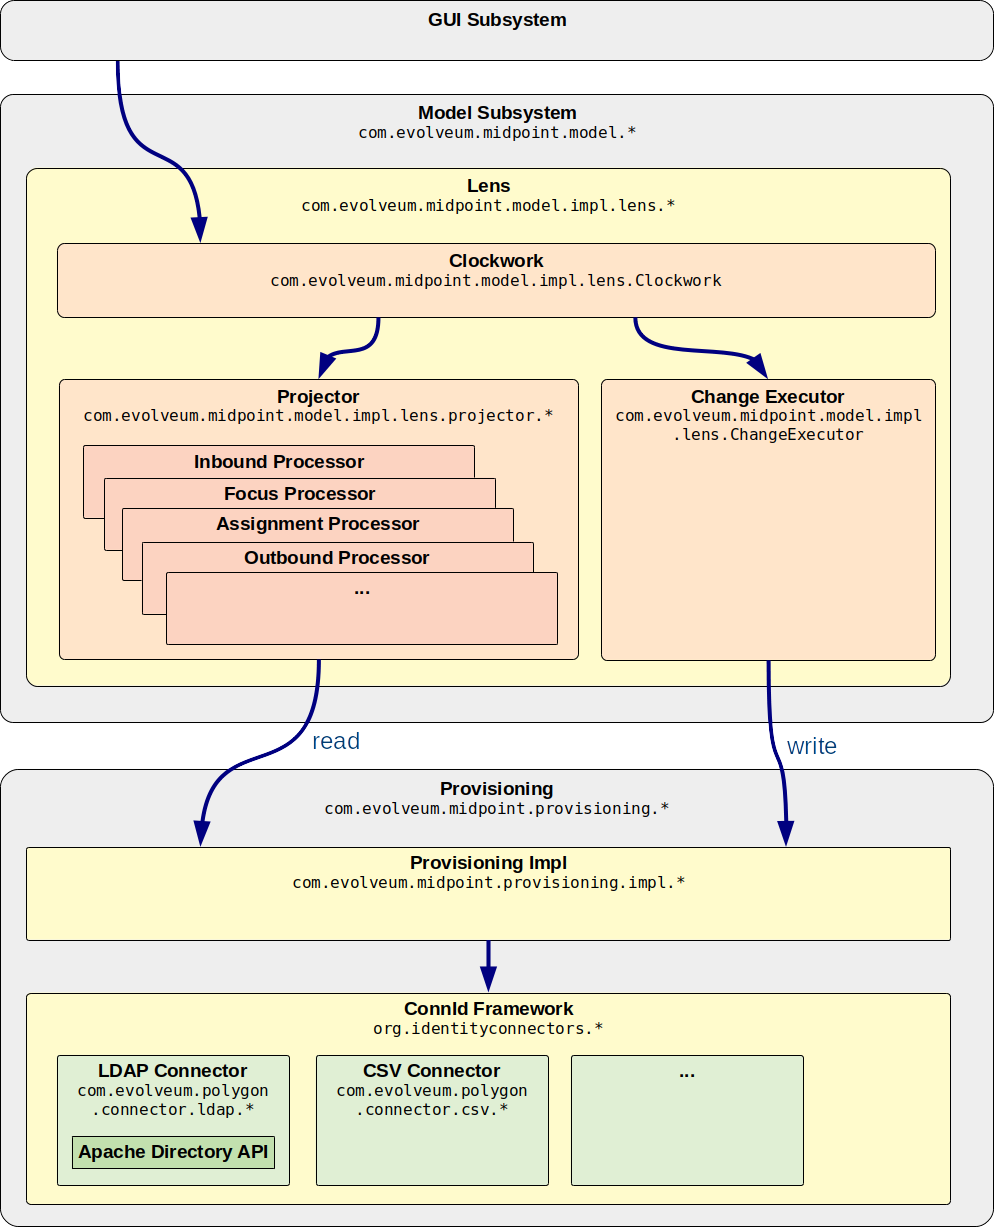 GUI Subsystem
Model Subsystem
com.evolveum.midpoint.model.*
Lens
com.evolveum.midpoint.model.impl.lens.*
Clockwork
com.evolveum.midpoint.model.impl.lens.Clockwork
Projector
com.evolveum.midpoint.model.impl.lens.projector.*
Inbound Processor
Focus Processor
Assignment Processor
Outbound Processor
...
Change Executor
com.evolveum.midpoint.model.impl
.lens.ChangeExecutor
read
write
Provisioning
com.evolveum.midpoint.provisioning.*
Provisioning Impl
com.evolveum.midpoint.provisioning.impl.*
ConnId Framework
org.identityconnectors.*
LDAP Connector
com.evolveum.polygon
.connector.ldap.*
Apache Directory API
CSV Connector
com.evolveum.polygon
.connector.csv.*
...